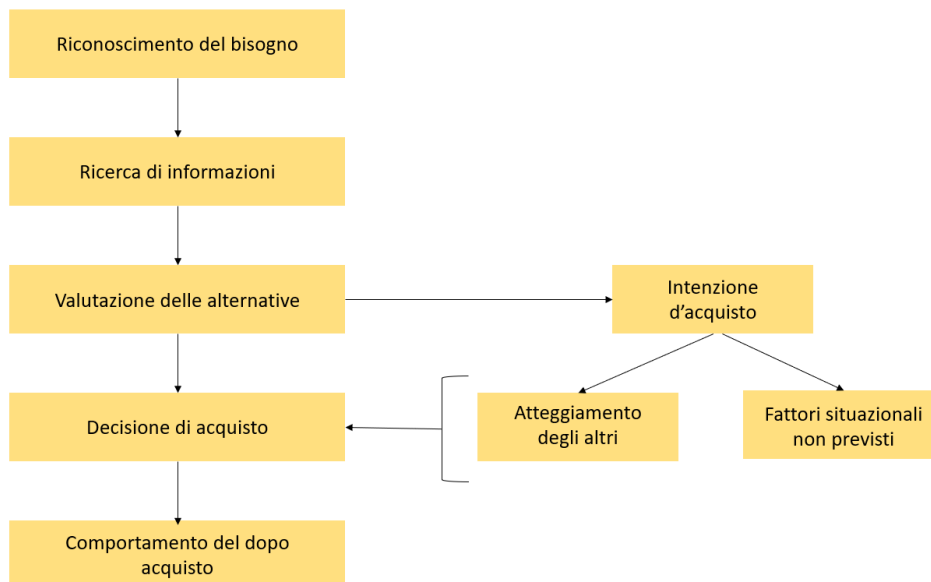 Riconoscimento del bisogno
Ricerca di informazioni
Valutazione delle alternative
Intenzione
d’acquisto
Decisione di acquisto
Atteggiamento
degli altri
Fattori situazionali
non previsti
Comportamento del dopo
acquisto